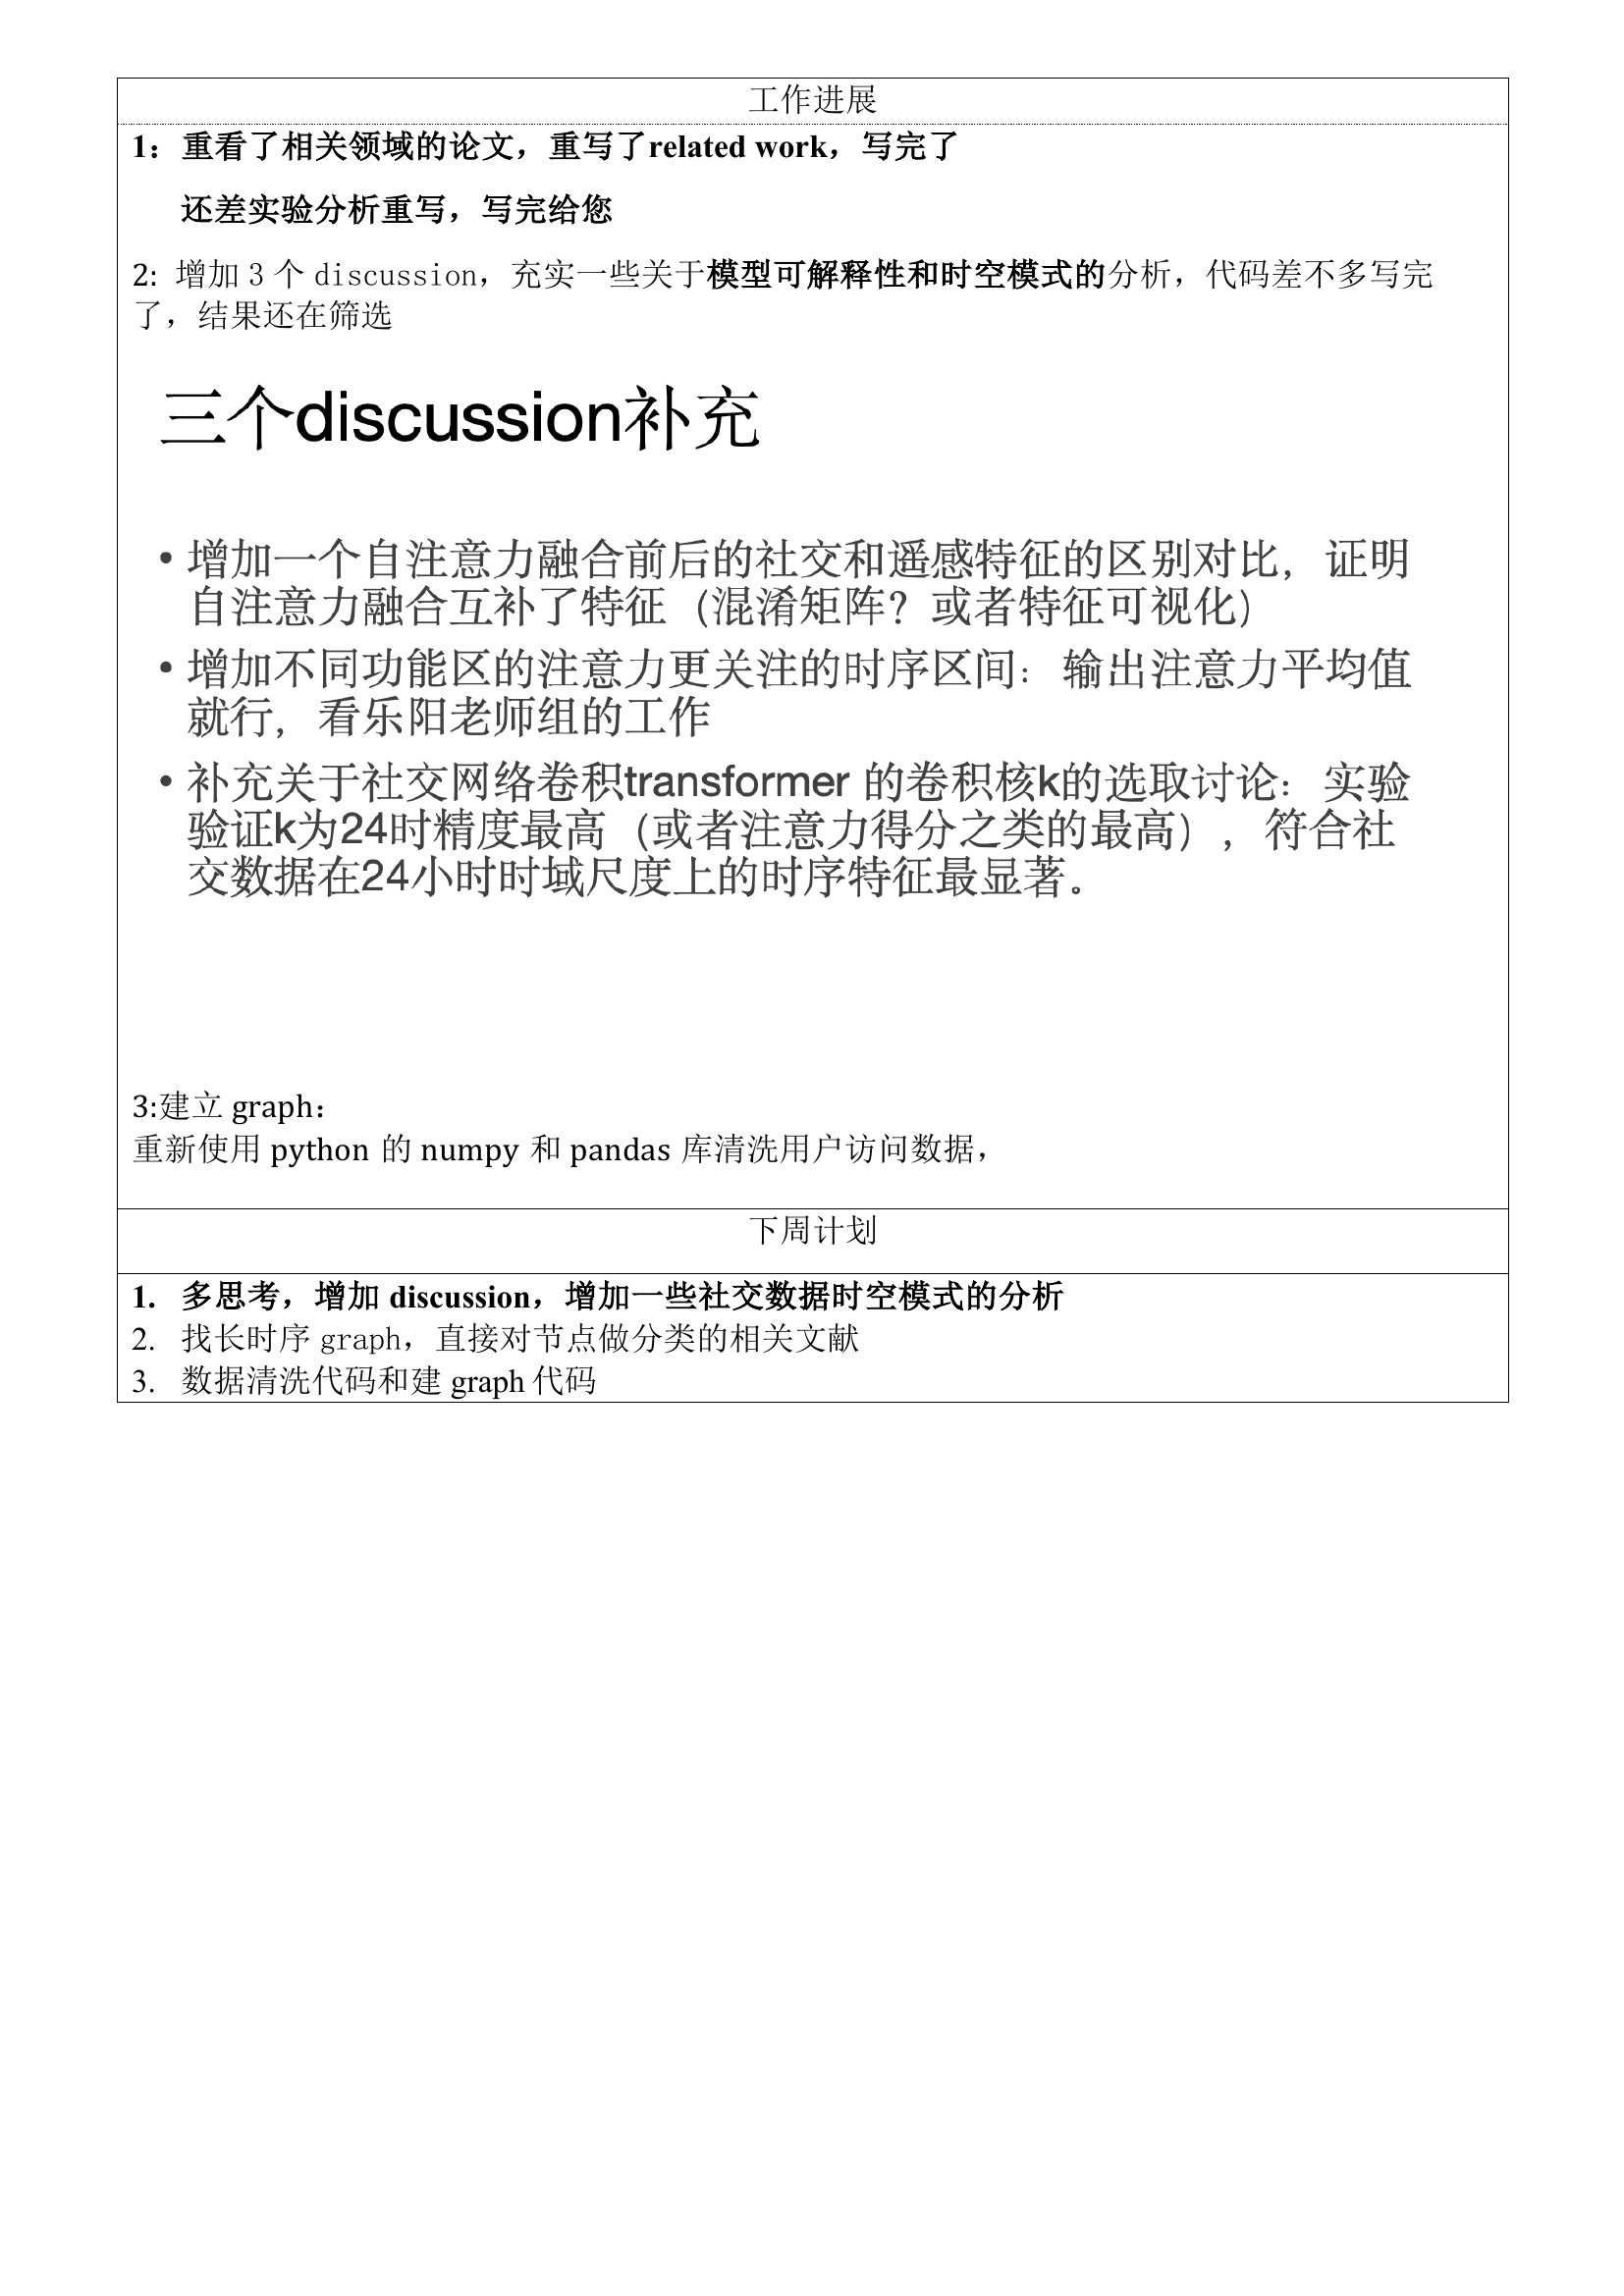 工作进展
1：重看了相关领域的论文，重写了related work，写完了
还差实验分析重写，写完给您
2: 增加 3 个 discussion，充实一些关于模型可解释性和时空模式的分析，代码差不多写完
了，结果还在筛选
三个discussion补充
• 增加一个自注意力融合前后的社交和遥感特征的区别对比，证明
自注意力融合互补了特征（混淆矩阵？或者特征可视化）
• 增加不同功能区的注意力更关注的时序区间：输出注意力平均值
就行，看乐阳老师组的工作
• 补充关于社交网络卷积transformer 的卷积核k的选取讨论：实验
验证k为24时精度最高（或者注意力得分之类的最高），符合社
交数据在24小时时域尺度上的时序特征最显著。
3:建立 graph：
重新使用 python 的 numpy 和 pandas 库清洗用户访问数据，
下周计划
1. 多思考，增加 discussion，增加一些社交数据时空模式的分析
2. 找长时序 graph，直接对节点做分类的相关文献
3. 数据清洗代码和建 graph 代码